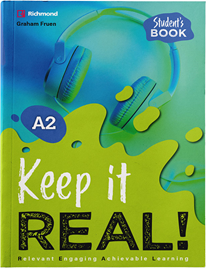 Richmond
Graham Fruen
Student's
BOOK
A2
Keep it
REAL!
Relevant Engaging Achievable Learning